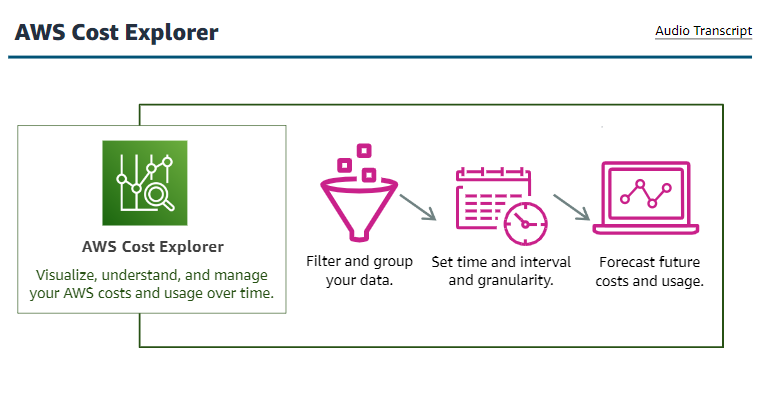 AWS Cost Explorer
Audio Transcript
AWS Cost Explorer
Visualize, understand, and manage
your AWS costs and usage over time.
Filter and group
your data.
Set time and interval
and granularity.
Forecast future
costs and usage.